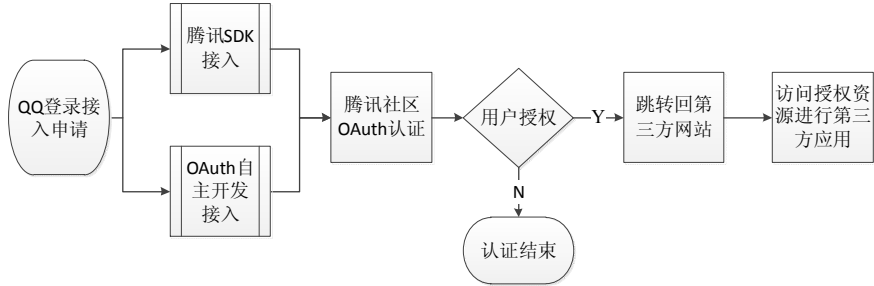 QQ登录接
入申请
腾讯SDK
接入
OAuth自
主开发
接入
腾讯社区
OAuth认证
用户授权
Y
N
认证结束
跳转回第
三方网站
访问授权资
源进行第三
方应用